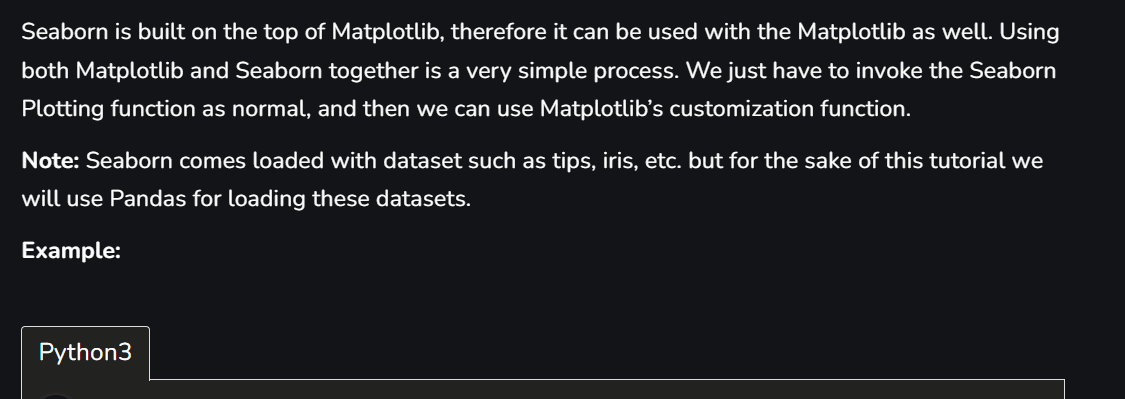 Seaborn is built on the top of Matplotlib, therefore it can be used with the Matplotlib as well. Using
both Matplotlib and Seaborn together is a very simple process. We just have to invoke the Seaborn
Plotting function as normal, and then we can use Matplotlib’s customization function.
Note: Seaborn comes loaded with dataset such as tips, iris, etc. but for the sake of this tutorial we
will use Pandas for loading these datasets.
Example:
Python3